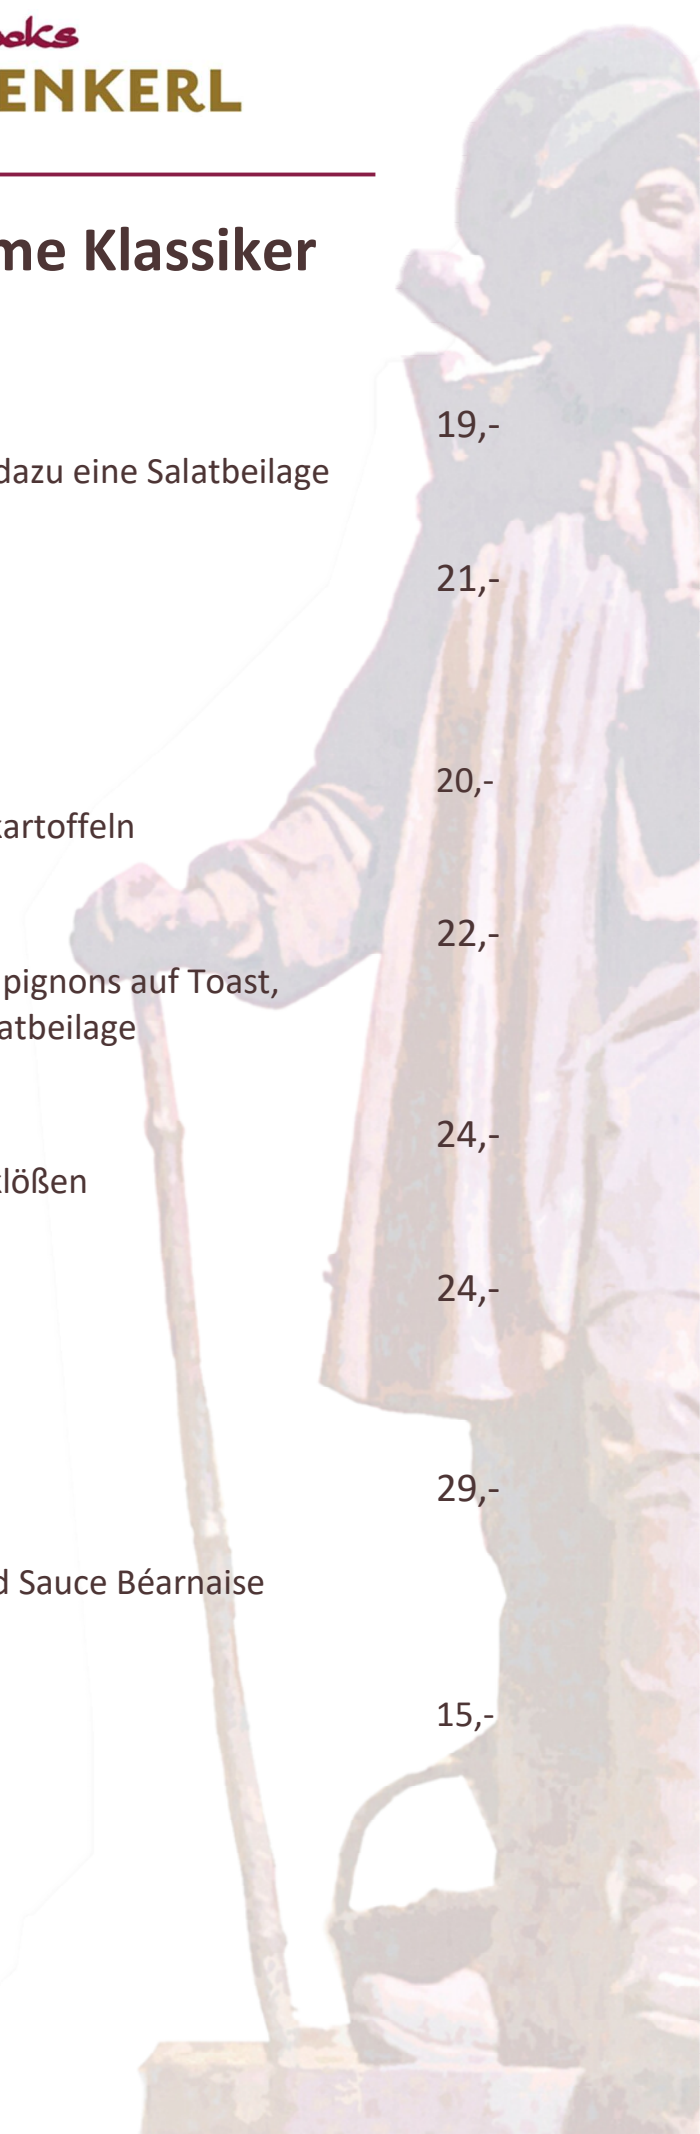 ooks
ENKERL
me Klassiker
19,-
dazu eine Salatbeilage
21,-
20,-
kartoffeln
22,-
pignons auf Toast,
atbeilage
24,-
klößen
24,-
29,-
d Sauce Béarnaise
15,-